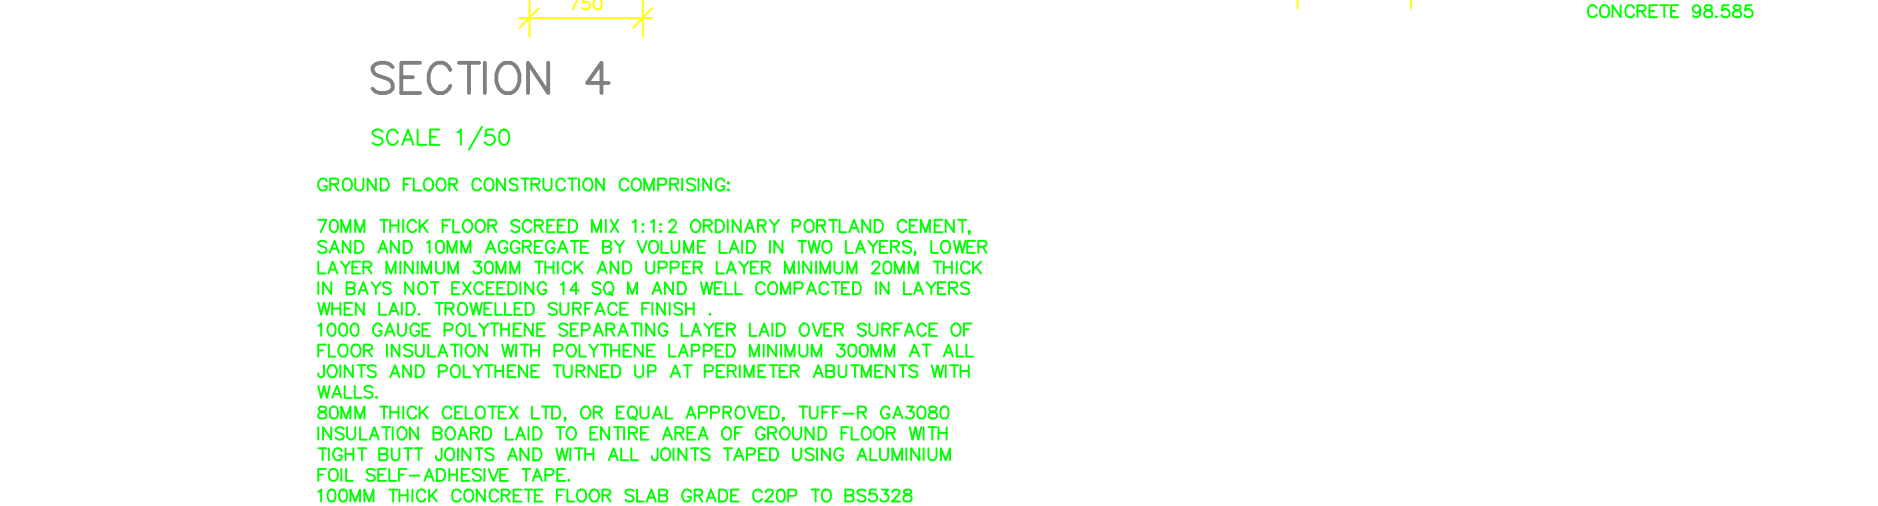 750
CONCRETE 98.585
SECTION 4
SCALE 1/50
GROUND FLOOR CONSTRUCTION COMPRISING:
70MM THICK FLOOR SCREED MIX 1:1:2 ORDINARY PORTLAND CEMENT,
SAND AND 10MM AGGREGATE BY VOLUME LAID IN TWO LAYERS, LOWER
LAYER MINIMUM 30MM THICK AND UPPER LAYER MINIMUM 20MM THICK
IN BAYS NOT EXCEEDING 14 SQ M AND WELL COMPACTED IN LAYERS
WHEN LAID. TROWELLED SURFACE FINISH .
1000 GAUGE POLYTHENE SEPARATING LAYER LAID OVER SURFACE OF
FLOOR INSULATION WITH POLYTHENE LAPPED MINIMUM 300MM AT ALL
JOINTS AND POLYTHENE TURNED UP AT PERIMETER ABUTMENTS WITH
WALLS.
80MM THICK CELOTEX LTD, OR EQUAL APPROVED, TUFF-R GA3080
INSULATION BOARD LAID TO ENTIRE AREA OF GROUND FLOOR WITH
TIGHT BUTT JOINTS AND WITH ALL JOINTS TAPED USING ALUMINIUM
FOIL SELF-ADHESIVE TAPE.
100MM THICK CONCRETE FLOOR SLAB GRADE C20P TO BS5328